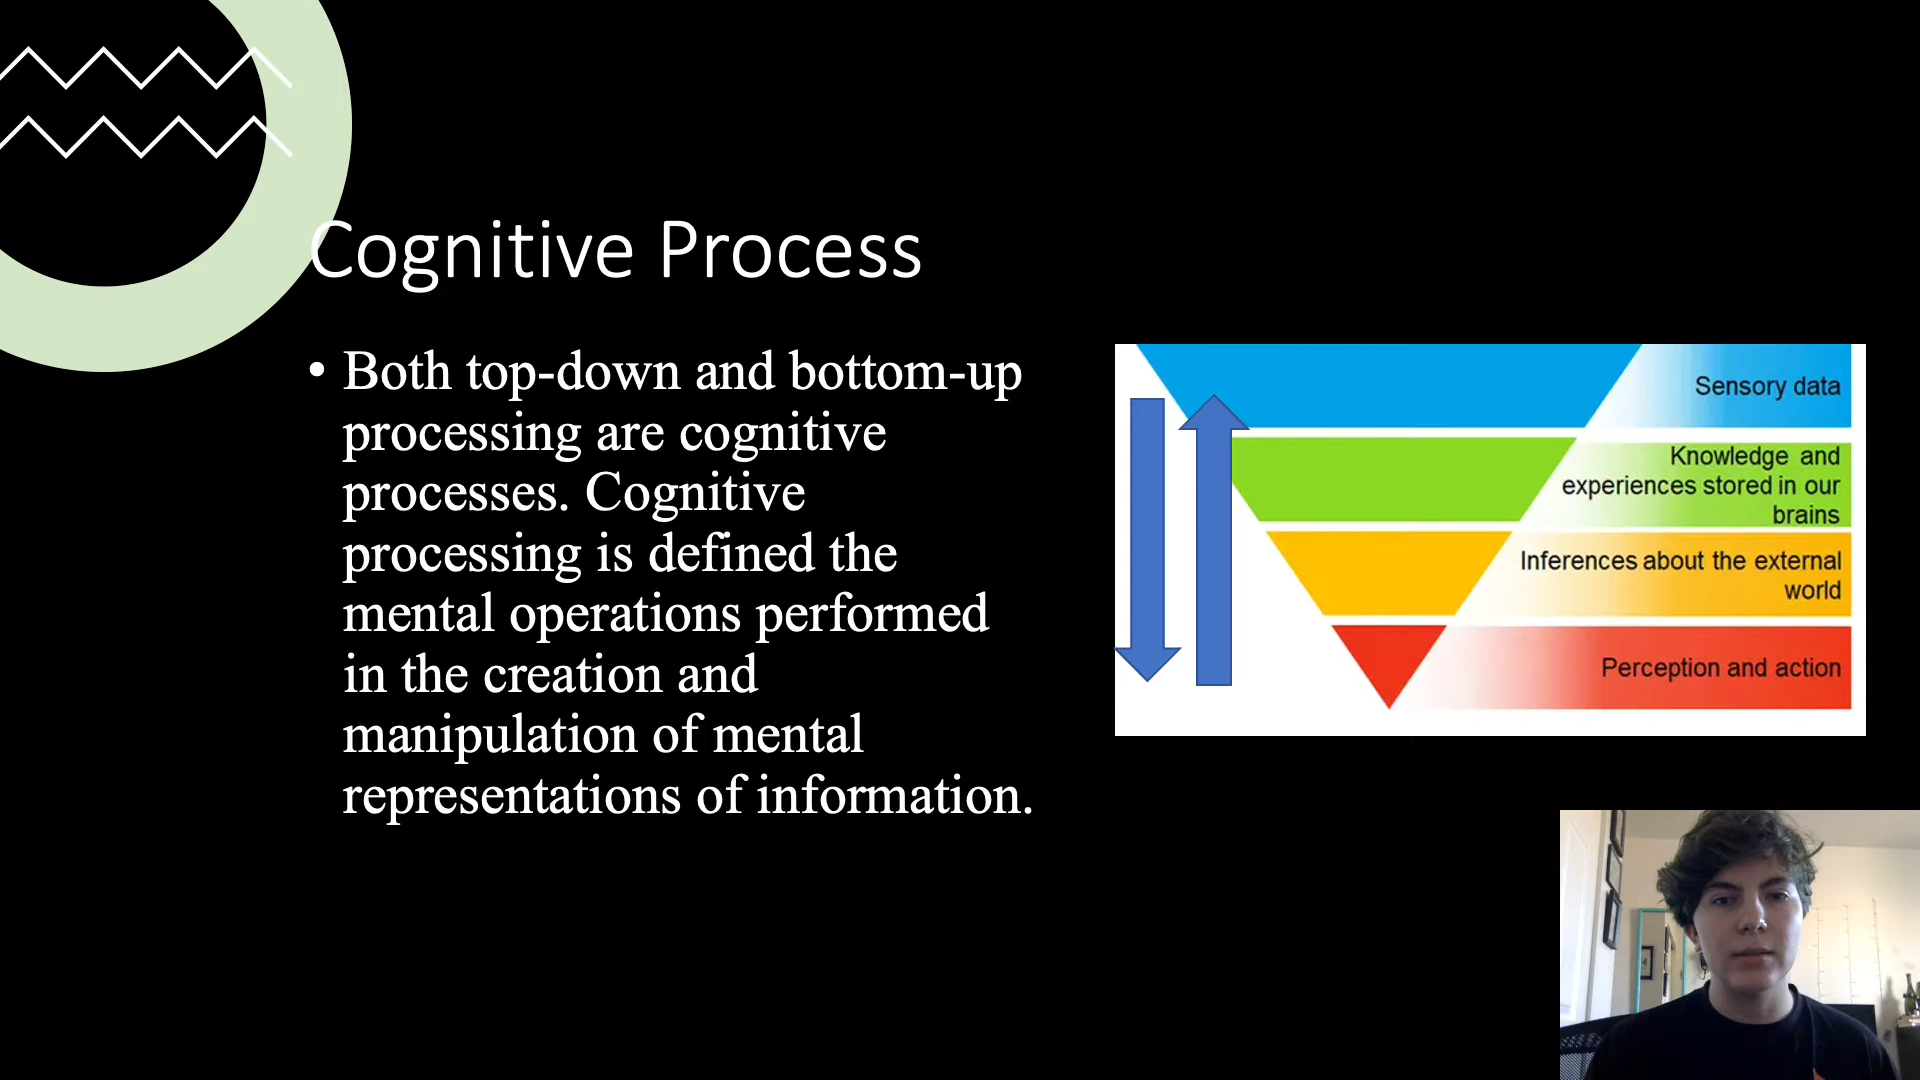 Cognitive Process
• Both top-down and bottom-up
processing are cognitive
processes. Cognitive
processing is defined the
mental operations performed
in the creation and
manipulation of mental
representations of information.
Sensory data
Knowledge and
experiences stored in our
brains
Inferences about the external
world
Perception and action